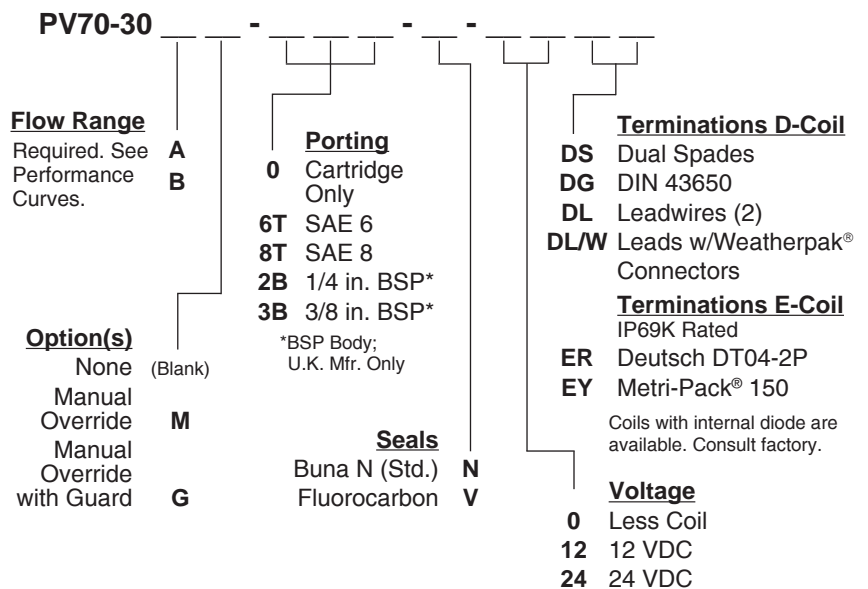 PV70-30 __ __ - __ __ __ - __ - __ __ __ __
Flow Range
Required. See
Performance
Curves.
A
B
Option(s)
None (Blank)
Manual
Override M
Manual
Override
with Guard G
Porting
0 Cartridge
Only
6T SAE 6
8T SAE 8
2B 1/4 in. BSP*
3B 3/8 in. BSP*
*BSP Body;
U.K. Mfr. Only
Seals
Buna N (Std.) N
Fluorocarbon V
Terminations D-Coil
DS Dual Spades
DG DIN 43650
DL Leadwires (2)
DL/W Leads w/Weatherpak®
Connectors
Terminations E-Coil
IP69K Rated
ER Deutsch DT04-2P
EY Metri-Pack® 150
Coils with internal diode are
available. Consult factory.
Voltage
0 Less Coil
12 12 VDC
24 24 VDC